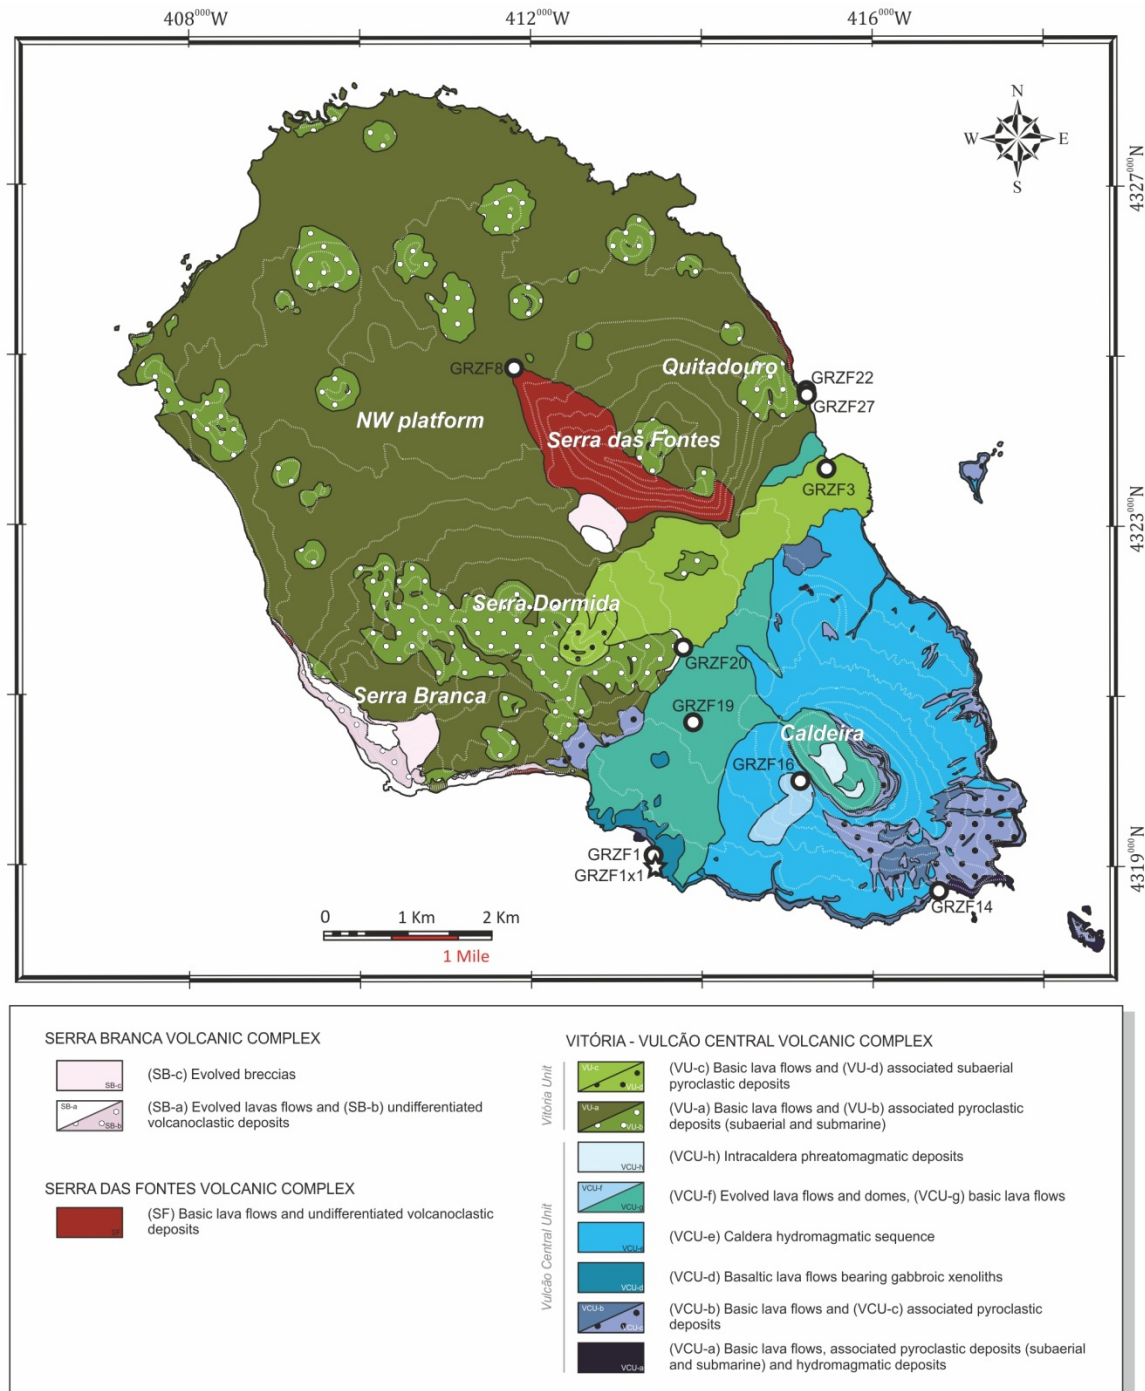 408⁰⁰⁰W 412⁰⁰⁰W 416⁰⁰⁰W
N
W E
S
4327⁰⁰⁰N
GRZF8
Quitadouro
GRZF22
GRZF27
NW platform
Serra das Fontes
GRZF3
4323⁰⁰⁰N
Serra Dormida
GRZF20
Serra Branca
GRZF19
Caldeira
GRZF16
GRZF1
GRZF1x1
4319⁰⁰⁰N
GRZF14
0 1 Km 2 Km
1 Mile
SERRA BRANCA VOLCANIC COMPLEX
SB-c
(SB-c) Evolved breccias
SB-a
SB-b
(SB-a) Evolved lavas flows and (SB-b) undifferentiated
volcanoclastic deposits
SERRA DAS FONTES VOLCANIC COMPLEX
SF
(SF) Basic lava flows and undifferentiated volcanoclastic
deposits
VITÓRIA - VULCÃO CENTRAL VOLCANIC COMPLEX
Vitória Unit
VU-c
VU-d
(VU-c) Basic lava flows and (VU-d) associated subaerial
pyroclastic deposits
VU-a
VU-b
(VU-a) Basic lava flows and (VU-b) associated pyroclastic
deposits (subaerial and submarine)
Vulcão Central Unit
VCU-h
(VCU-h) Intracaldera phreatomagmatic deposits
VCU-f
VCU-g
(VCU-f) Evolved lava flows and domes, (VCU-g) basic lava flows
VCU-e
(VCU-e) Caldera hydromagmatic sequence
VCU-d
(VCU-d) Basaltic lava flows bearing gabbroic xenoliths
VCU-b
VCU-c
(VCU-b) Basic lava flows and (VCU-c) associated pyroclastic
deposits
VCU-a
(VCU-a) Basic lava flows, associated pyroclastic deposits (subaerial
and submarine) and hydromagmatic deposits